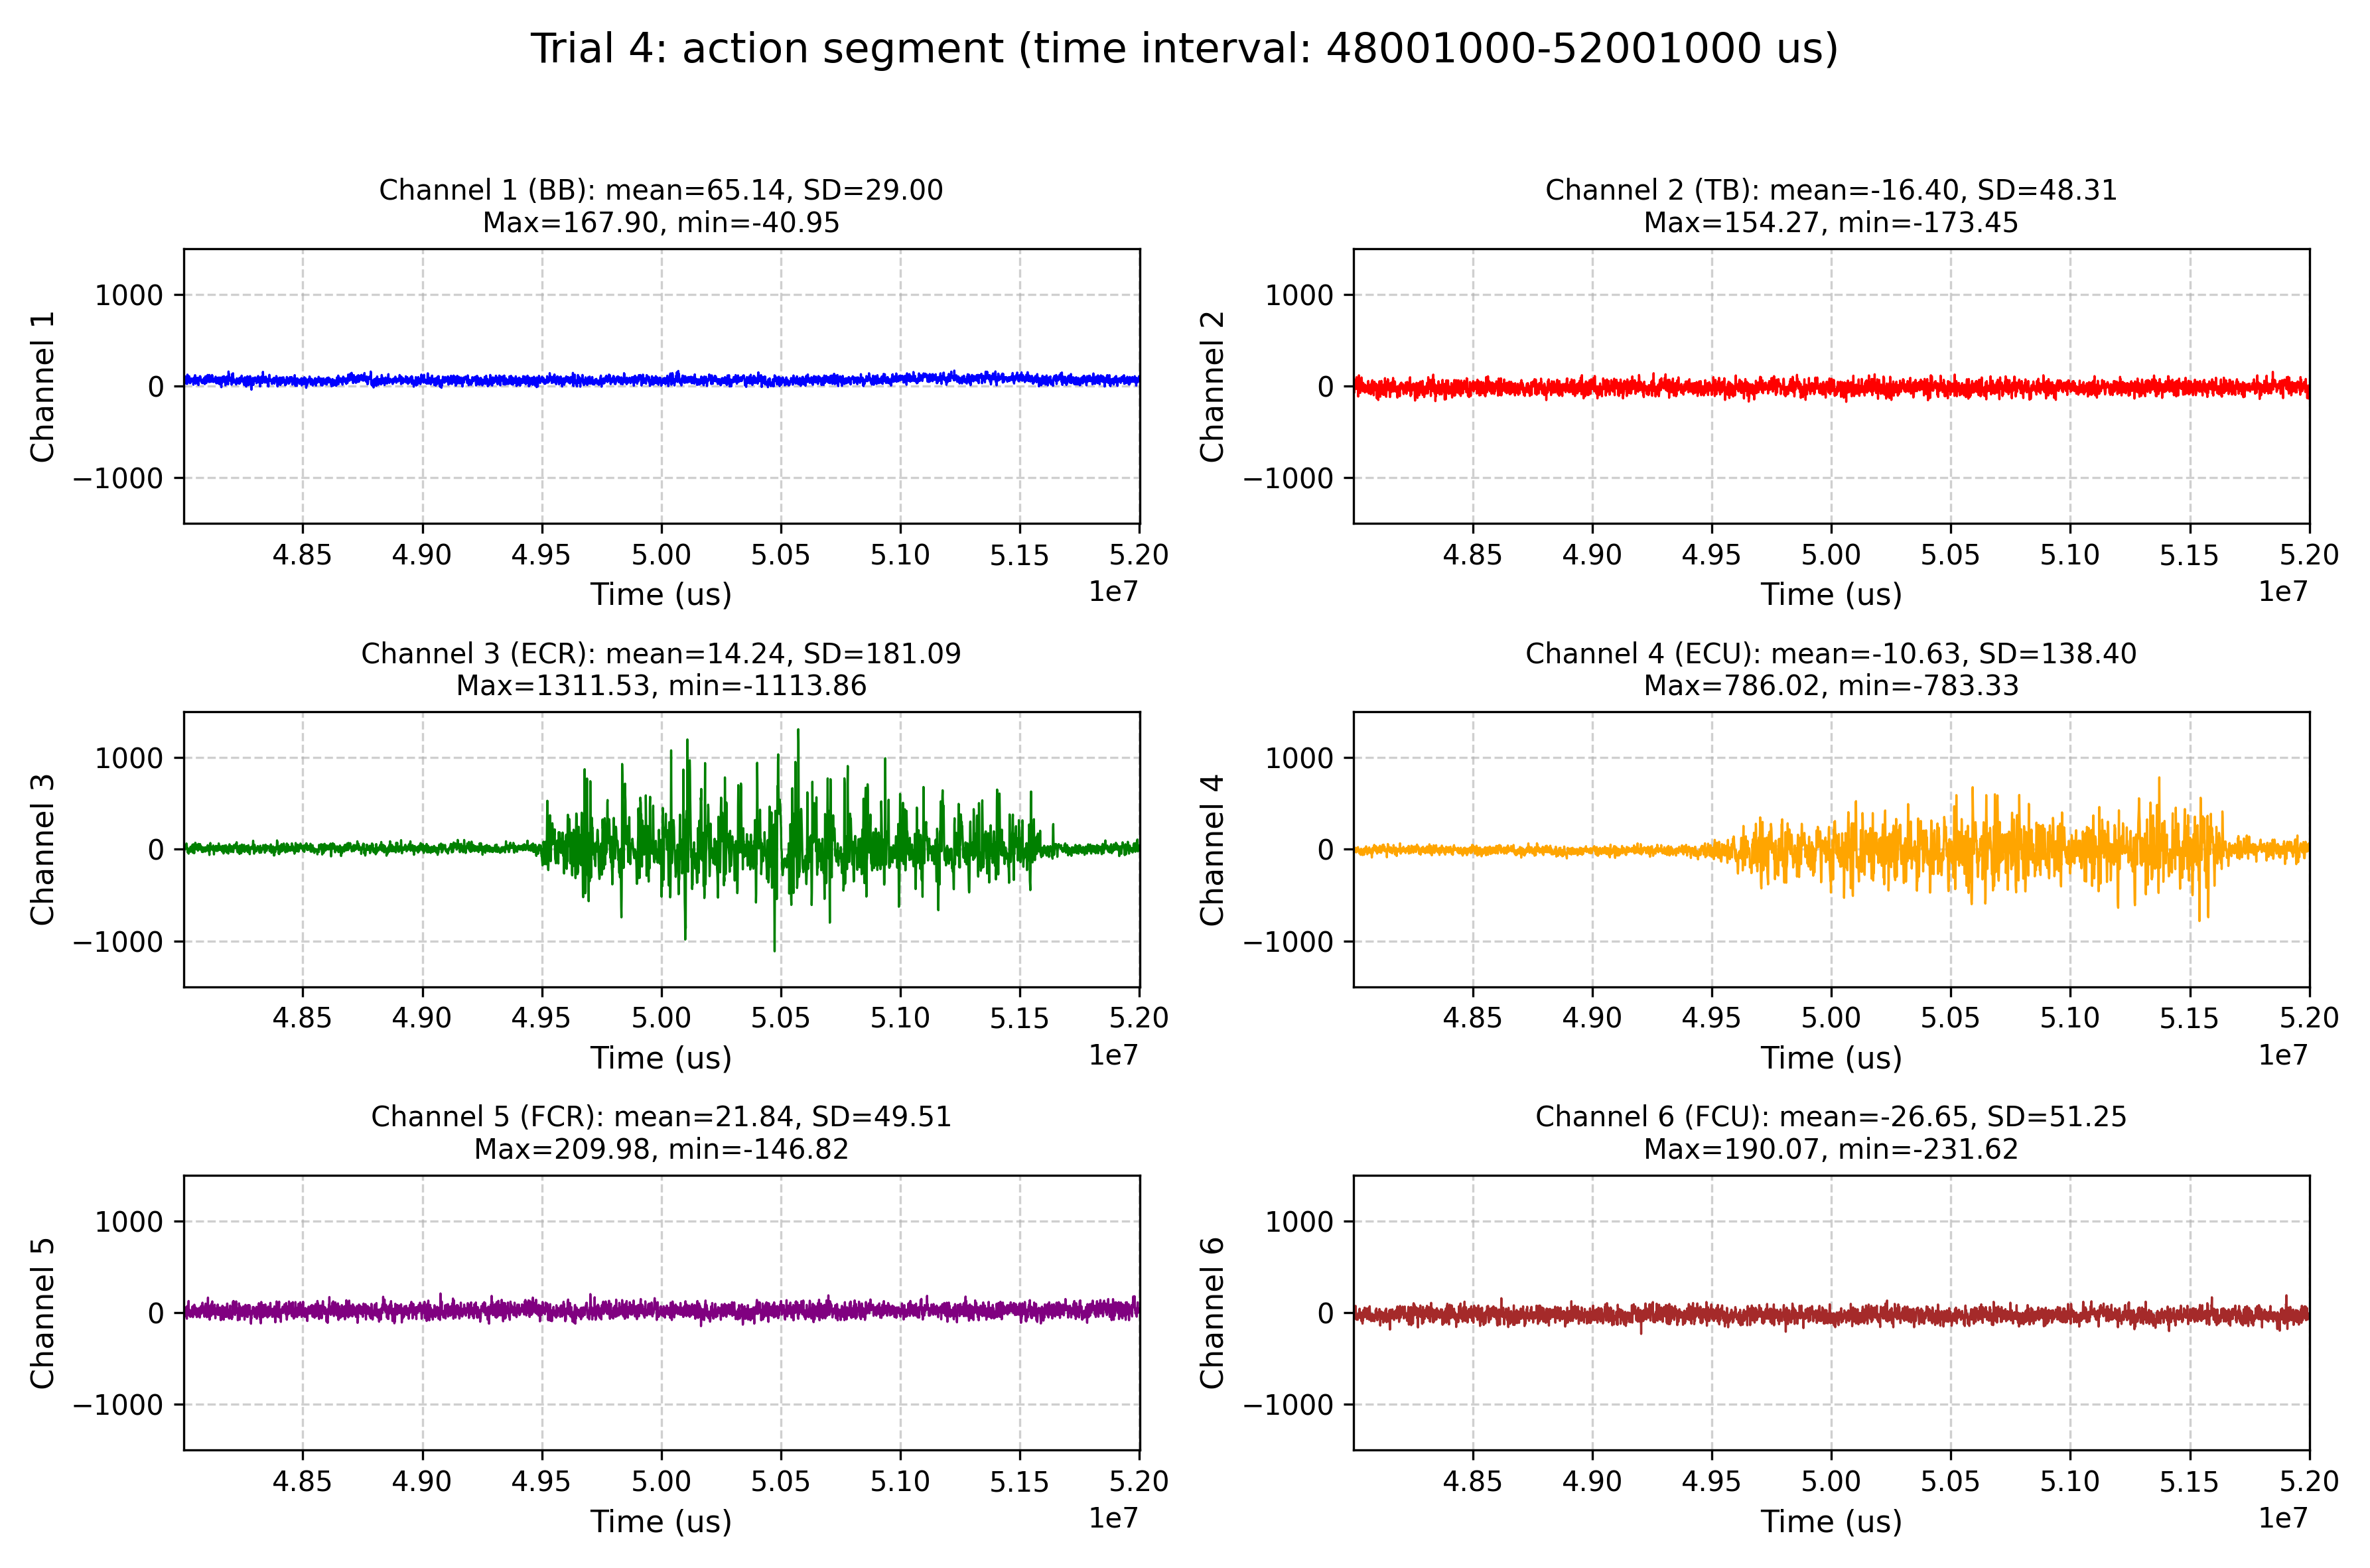 Trial 4: action segment (time interval: 48001000-52001000 us)
Channel 1 (BB): mean=65.14, SD=29.00
Max=167.90, min=-40.95
Channel 1
1000
0
−1000
4.85 4.90 4.95 5.00 5.05 5.10 5.15 5.20
Time (us)
1e7
Channel 2 (TB): mean=-16.40, SD=48.31
Max=154.27, min=-173.45
Channel 2
1000
0
−1000
4.85 4.90 4.95 5.00 5.05 5.10 5.15 5.20
Time (us)
1e7
Channel 3 (ECR): mean=14.24, SD=181.09
Max=1311.53, min=-1113.86
Channel 3
1000
0
−1000
4.85 4.90 4.95 5.00 5.05 5.10 5.15 5.20
Time (us)
1e7
Channel 4 (ECU): mean=-10.63, SD=138.40
Max=786.02, min=-783.33
Channel 4
1000
0
−1000
4.85 4.90 4.95 5.00 5.05 5.10 5.15 5.20
Time (us)
1e7
Channel 5 (FCR): mean=21.84, SD=49.51
Max=209.98, min=-146.82
Channel 5
1000
0
−1000
4.85 4.90 4.95 5.00 5.05 5.10 5.15 5.20
Time (us)
1e7
Channel 6 (FCU): mean=-26.65, SD=51.25
Max=190.07, min=-231.62
Channel 6
1000
0
−1000
4.85 4.90 4.95 5.00 5.05 5.10 5.15 5.20
Time (us)
1e7